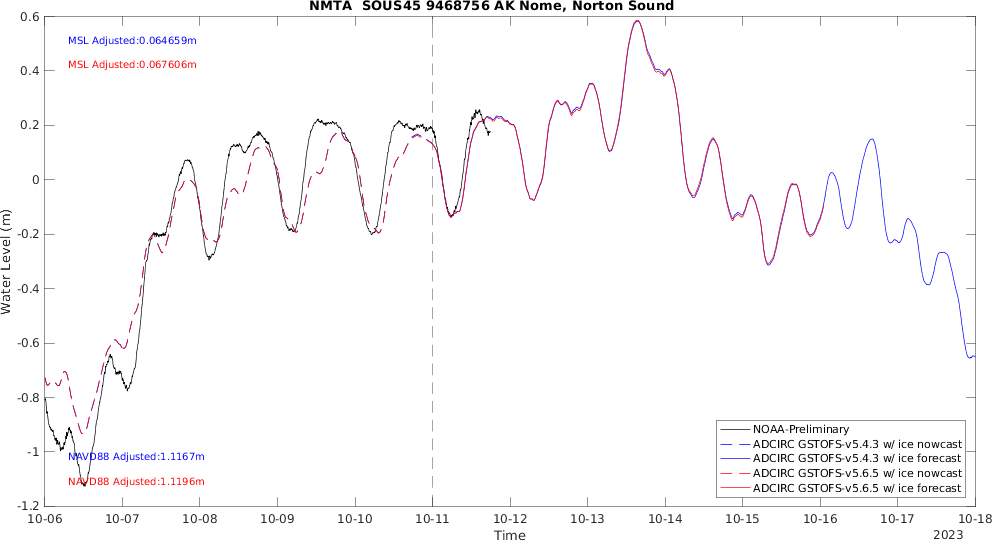 NMTA SOUS45 9468756 AK Nome, Norton Sound
MSL Adjusted:0.064659m
MSL Adjusted:0.067606m
0.6
0.4
0.2
0
-0.2
-0.4
-0.6
-0.8
-1
-1.2
Water Level (m)
NAVD88 Adjusted:1.1167m
NAVD88 Adjusted:1.1196m
NOAA-Preliminary
ADCIRC GSTOFS-v5.4.3 w/ ice nowcast
ADCIRC GSTOFS-v5.4.3 w/ ice forecast
ADCIRC GSTOFS-v5.6.5 w/ ice nowcast
ADCIRC GSTOFS-v5.6.5 w/ ice forecast
10-06 10-07 10-08 10-09 10-10 10-11 10-12 10-13 10-14 10-15 10-16 10-17 10-18
Time
2023